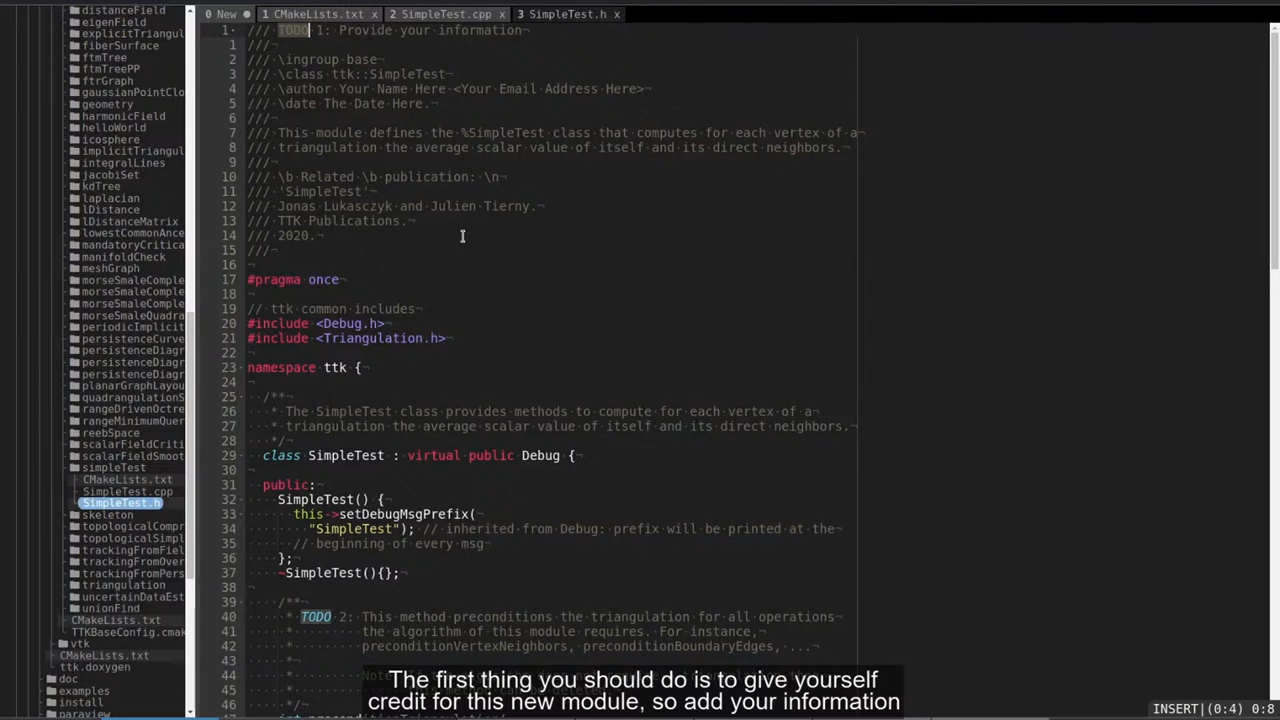 distanceField
eigenField
explicitTriangul
fiberSurface
ftmTree
ftmTreePP
ftrGraph
gaussianPointClo
geometry
harmonicField
helloWorld
icosphere
implicitTriangul
integralLines
jacobiSet
kdTree
laplacian
lDistance
lDistanceMatrix
lowestCommonAnce
mandatoryCritica
manifoldCheck
meshGraph
morseSmaleComple
morseSmaleComple
morseSmaleComple
morseSmaleQuadra
periodicImplicit
persistenceCurve
persistenceDiagr
persistenceDiagr
persistenceDiagr
planarGraphLayou
quadrangulationS
rangeDrivenOctre
rangeMinimumQuer
reebSpace
scalarFieldCriti
scalarFieldSmoot
simpleTest
CMakeLists.txt
SimpleTest.cpp
SimpleTest.h
skeleton
topologicalCompr
topologicalSimpl
trackingFromFiel
trackingFromOver
trackingFromPers
triangulation
uncertainDataEst
unionFind
CMakeLists.txt
TTKBaseConfig.cmak
vtk
CMakeLists.txt
ttk.doxygen
doc
examples
install
paraview
0 New 1 CMakeLists.txt × 2 SimpleTest.cpp × 3 SimpleTest.h ×
1 /// TODO 1: Provide your information
1 ///
2 /// \ingroup base
3 /// \class ttk::SimpleTest
4 /// \author Your Name Here <Your Email Address Here>
5 /// \date The Date Here.
6 ///
7 /// This module defines the %SimpleTest class that computes for each vertex of a
8 /// triangulation the average scalar value of itself and its direct neighbors.
9 ///
10 /// \b Related \b publication: \n
11 /// 'SimpleTest'
12 /// Jonas Lukasczyk and Julien Tierny.
13 /// TTK Publications.
14 /// 2020.
15 ///
16
17 #pragma once
18
19 // ttk common includes
20 #include <Debug.h>
21 #include <Triangulation.h>
22
23 namespace ttk {
24
25 /**
26 * The SimpleTest class provides methods to compute for each vertex of a
27 * triangulation the average scalar value of itself and its direct neighbors.
28 */
29 class SimpleTest : virtual public Debug {
30
31 public:
32 SimpleTest() {
33 this->setDebugMsgPrefix(
34 "SimpleTest"); // inherited from Debug: prefix will be printed at the
35 // beginning of every msg
36 };
37 ~SimpleTest(){};
38
39 /**
40 * TODO 2: This method preconditions the triangulation for all operations
41 * the algorithm of this module requires. For instance,
42 * preconditionVertexNeighbors, preconditionBoundaryEdges, ...
43 *
44 * Not
45 *
46 */
The first thing you should do is to give yourself
credit for this new module, so add your inormation
INSERT (0:4) 0:8